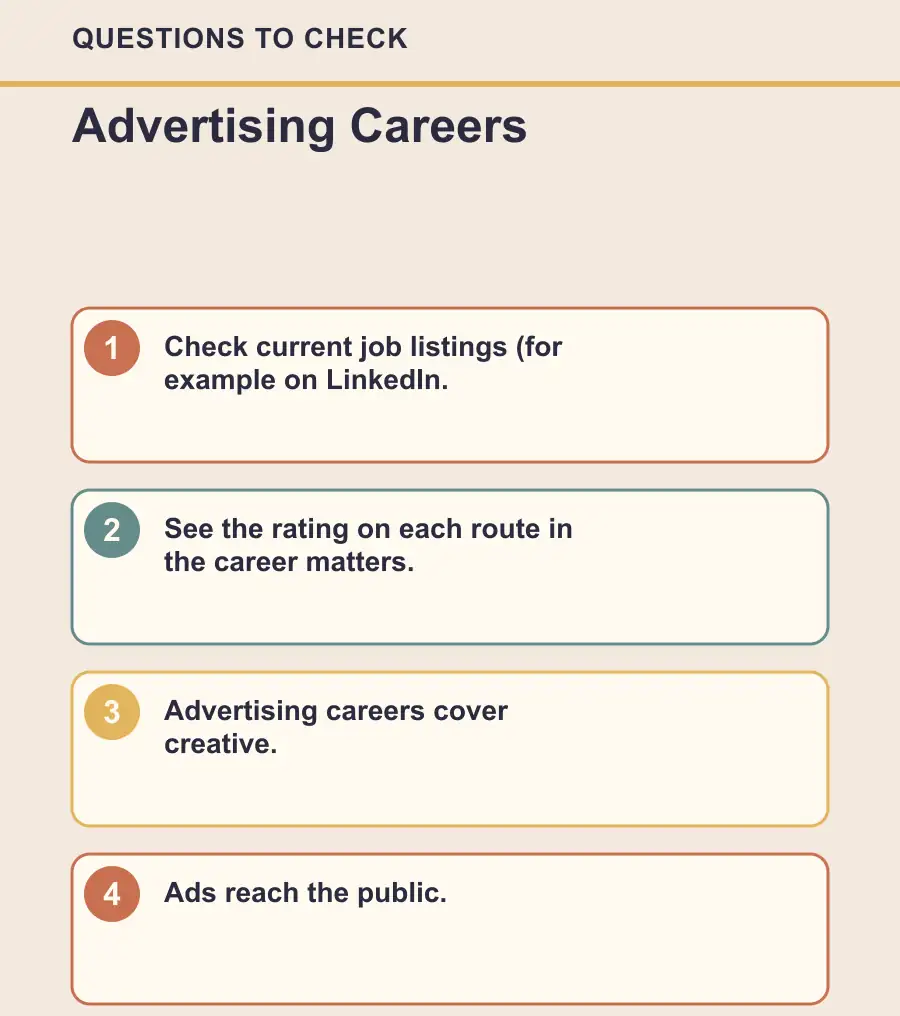 QUESTIONS TO CHECK
Advertising Careers
1
Check current job listings (for
example on LinkedIn.
2
See the rating on each route in
the career matters.
3
Advertising careers cover
creative.
4
Ads reach the public.